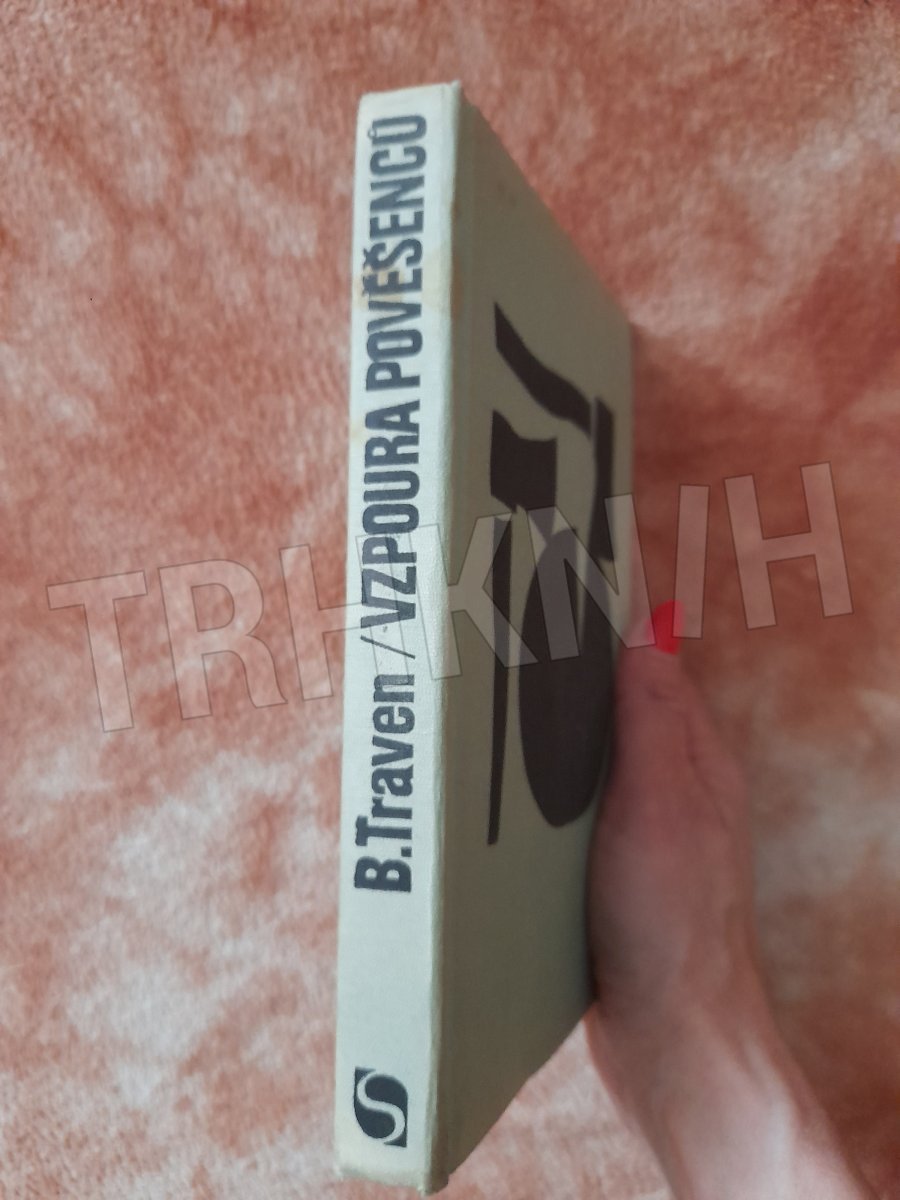 B. Traven / VZPOURA POVĚŠENCŮ
S
TRHKNIH